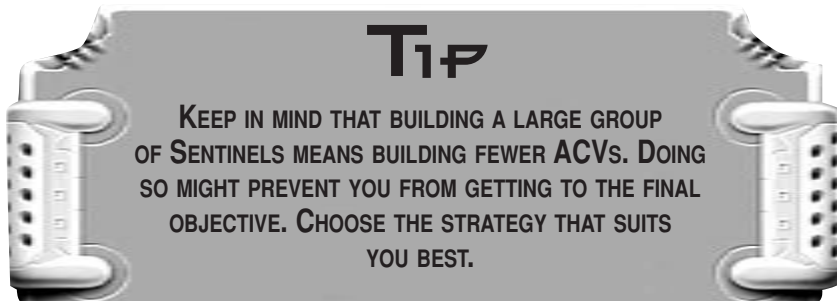 TIP
KEEP IN MIND THAT BUILDING A LARGE GROUP
OF SENTINELS MEANS BUILDING FEWER ACVS. DOING
SO MIGHT PREVENT YOU FROM GETTING TO THE FINAL
OBJECTIVE. CHOOSE THE STRATEGY THAT SUITS
YOU BEST.